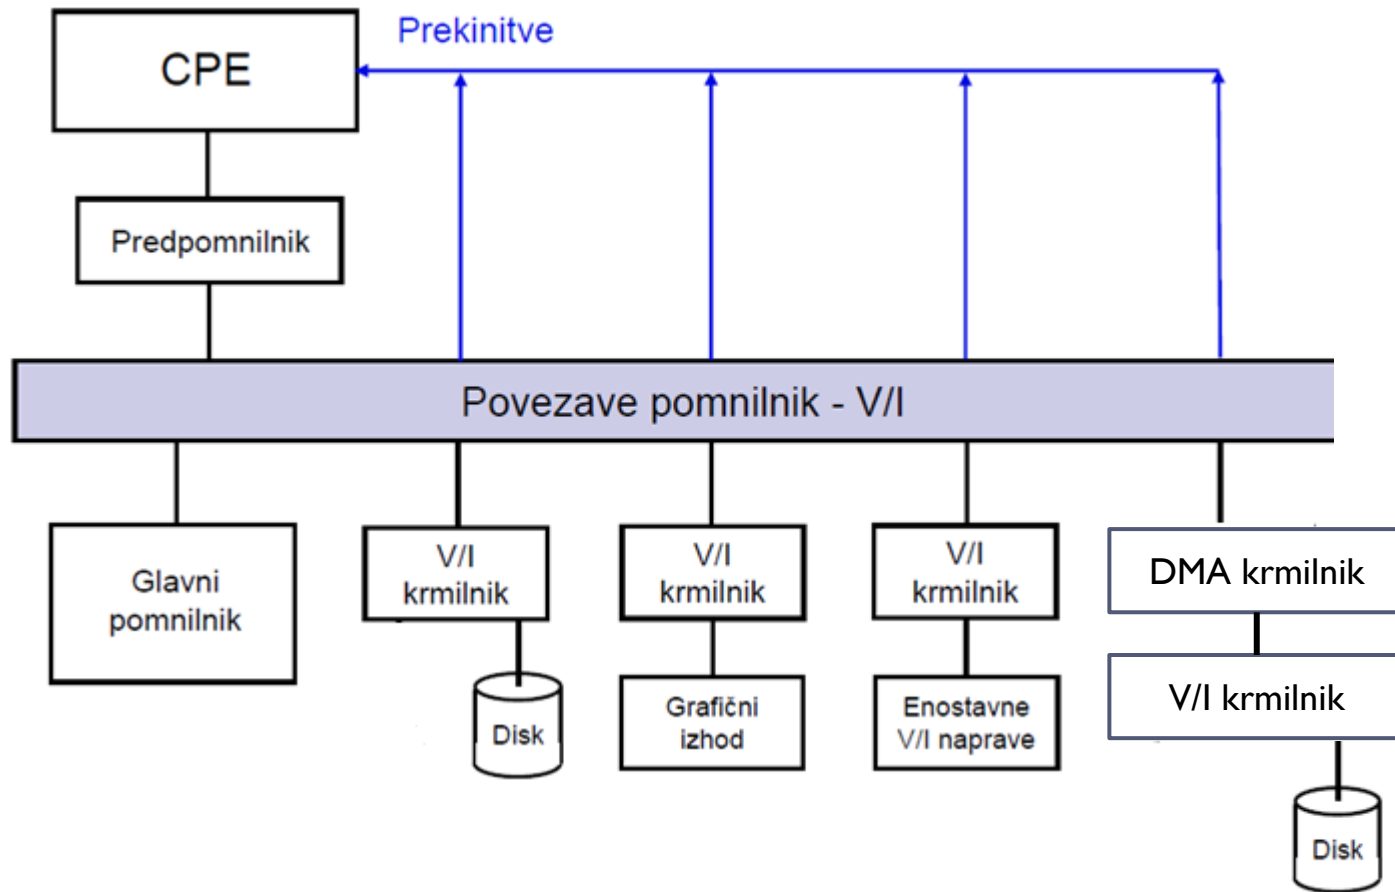 Prekinitve
CPE
Predpomnilnik
Povezave pomnilnik - V/I
Glavni
pomnilnik
V/I
krmilnik
V/I
krmilnik
V/I
krmilnik
DMA krmilnik
V/I krmilnik
Disk
Grafični
izhod
Enostavne
V/I naprave
Disk